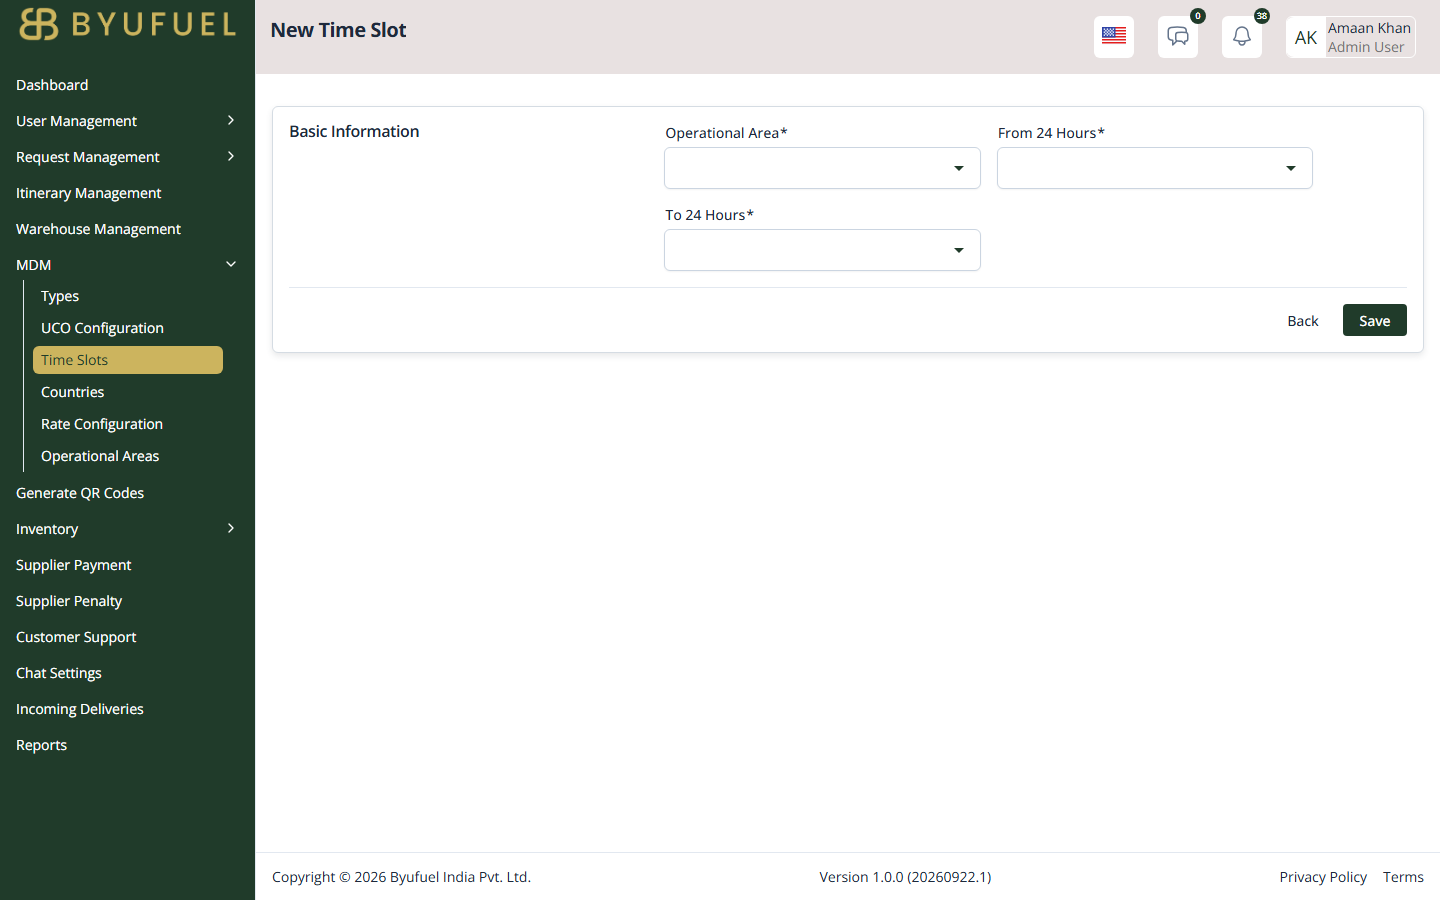 BYUFUEL
New Time Slot
0
38
AK
Amaan Khan
Admin User
Dashboard
User Management
Request Management
Itinerary Management
Warehouse Management
MDM
Types
UCO Configuration
Time Slots
Countries
Rate Configuration
Operational Areas
Generate QR Codes
Inventory
Supplier Payment
Supplier Penalty
Customer Support
Chat Settings
Incoming Deliveries
Reports
Basic Information
Operational Area*
From 24 Hours*
To 24 Hours*
Back
Save
Copyright © 2026 Byufuel India Pvt. Ltd.
Version 1.0.0 (20260922.1)
Privacy Policy
Terms